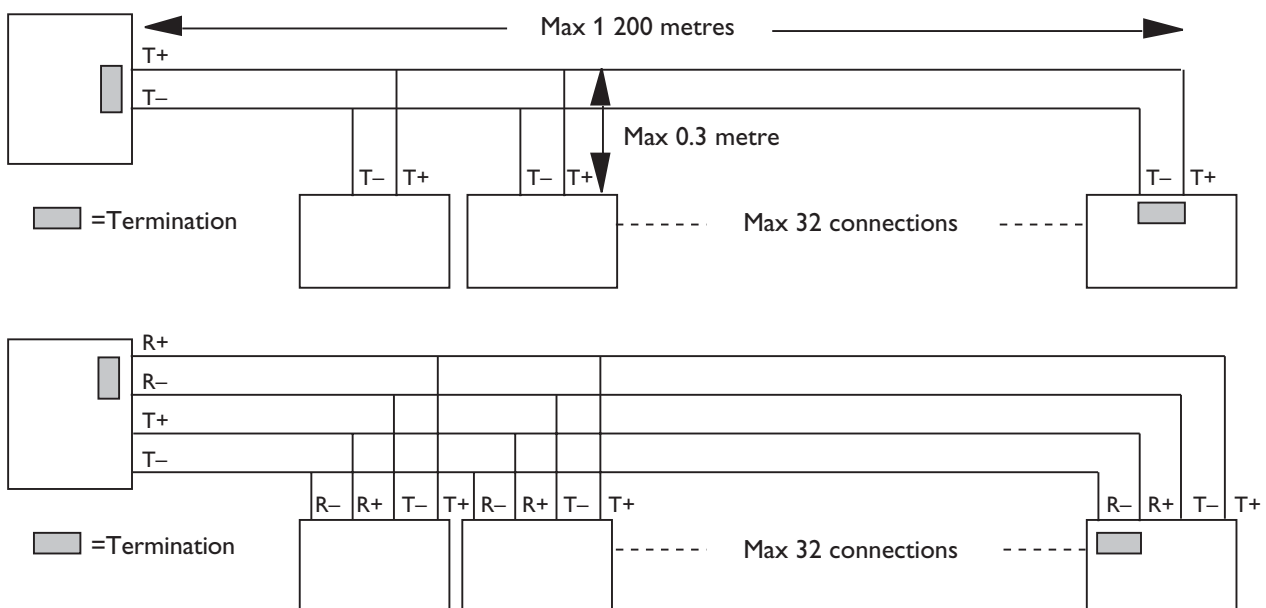 Max 1 200 metres
T+
T–
Max 0.3 metre
T– T+ T– T+ T– T+
=Termination
Max 32 connections
R+
R–
T+
T–
R– R+ T– T+ R– R+ T– T+ R– R+ T– T+
=Termination
Max 32 connections